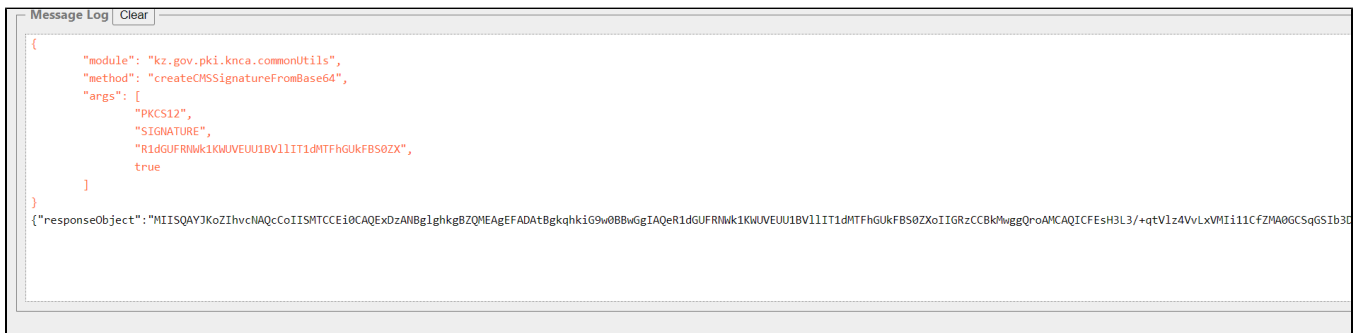 Message Log Clear
{
"module": "kz.gov.pki.knca.commonUtils",
"method": "createCMSSignatureFromBase64",
"args": [
"PKCS12",
"SIGNATURE",
"R1dGUFRNWk1KWUVEUU1BVllIT1dMTFhGUkFBS0ZX",
true
]
}
{"responseObject":"MIISQAYJKoZIhvcNAQcCoIISMTCCEi0CAQExDzANBglghkgBZQMEAgEFADAtBgkqhkiG9w0BBwGgIAQeR1dGUFRNWk1KWUVEUU1BVllIT1dMTFhGUkFBS0ZXoIIGRzCCBkMwggQroAMCAQICFEsH3L3/+qtVlz4VvLxVMIi11CfZMA0GCSqGSIb3D